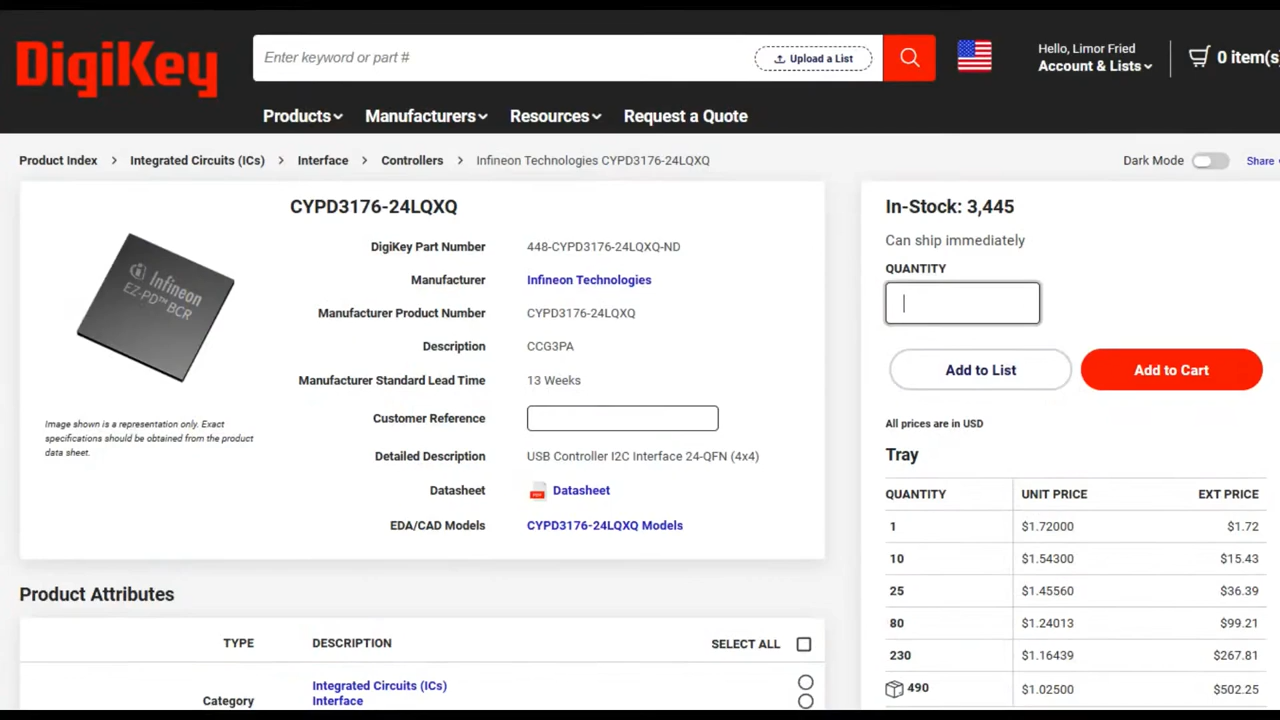 DigiKey
Enter keyword or part #
Upload a List
Hello, Limor Fried
Account & Lists
0 item(s
Products
Manufacturers
Resources
Request a Quote
Product Index > Integrated Circuits (ICs) > Interface > Controllers > Infineon Technologies CYPD3176-24LQXQ
Dark Mode
Share
CYPD3176-24LQXQ
Infineon
EZ-PD™ BCR
Image shown is a representation only. Exact
specifications should be obtained from the product
data sheet.
DigiKey Part Number 448-CYPD3176-24LQXQ-ND
Manufacturer Infineon Technologies
Manufacturer Product Number CYPD3176-24LQXQ
Description CCG3PA
Manufacturer Standard Lead Time 13 Weeks
Customer Reference
Detailed Description USB Controller I2C Interface 24-QFN (4x4)
Datasheet PDF Datasheet
EDA/CAD Models CYPD3176-24LQXQ Models
Product Attributes
TYPE DESCRIPTION SELECT ALL
Category Integrated Circuits (ICs)
Interface
In-Stock: 3,445
Can ship immediately
QUANTITY
Add to List
Add to Cart
All prices are in USD
Tray
QUANTITY UNIT PRICE EXT PRICE
1 $1.72000 $1.72
10 $1.54300 $15.43
25 $1.45560 $36.39
80 $1.24013 $99.21
230 $1.16439 $267.81
490 $1.02500 $502.25